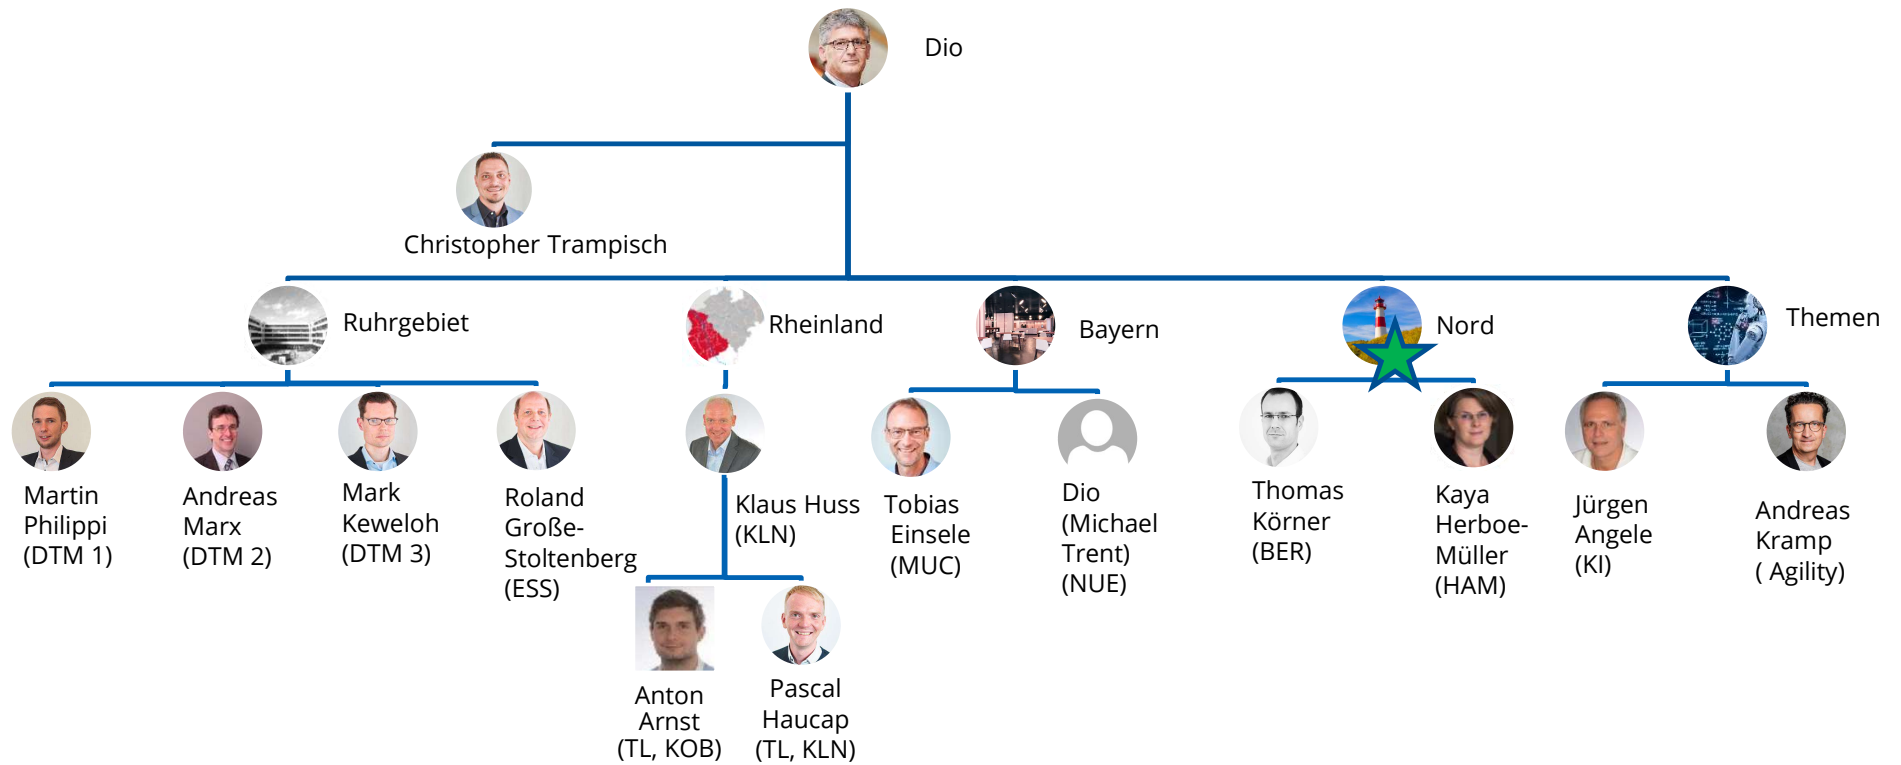 Dio
Christopher Trampisch
Ruhrgebiet
Rheinland
Bayern
Nord
Themen
Martin
Philippi
(DTM 1)
Andreas
Marx
(DTM 2)
Mark
Keweloh
(DTM 3)
Roland
Große-
Stoltenberg
(ESS)
Klaus Huss
(KLN)
Tobias
Einsele
(MUC)
Dio
(Michael
Trent)
(NUE)
Thomas
Körner
(BER)
Kaya
Herboe-
Müller
(HAM)
Jürgen
Angele
(KI)
Andreas
Kramp
( Agility)
Anton
Arnst
(TL, KOB)
Pascal
Haucap
(TL, KLN)